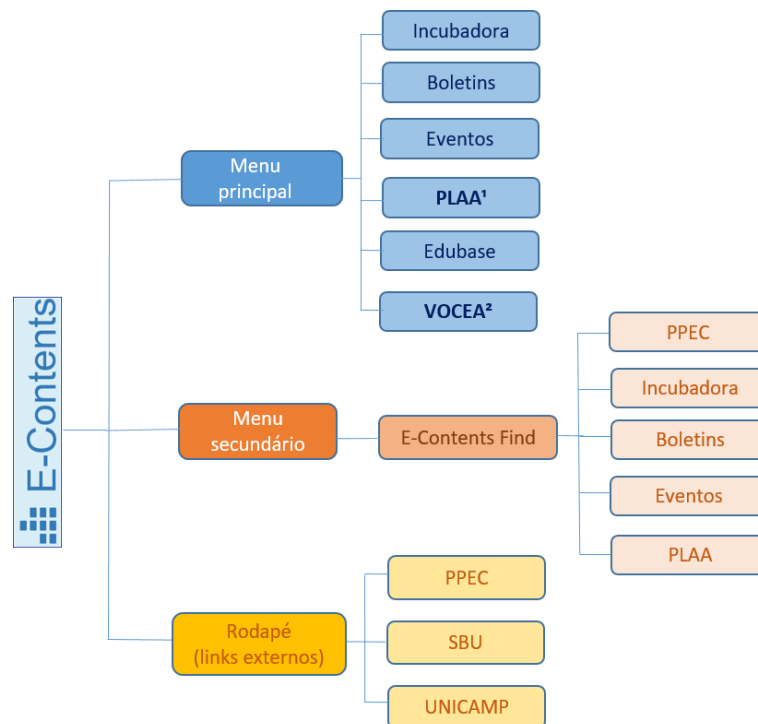 E-Contents
Menu
principal
Incubadora
Boletins
Eventos
PLAA¹
Edubase
VOCEA²
Menu
secundário
E-Contents Find
PPEC
Incubadora
Boletins
Eventos
PLAA
Rodapé
(links externos)
PPEC
SBU
UNICAMP